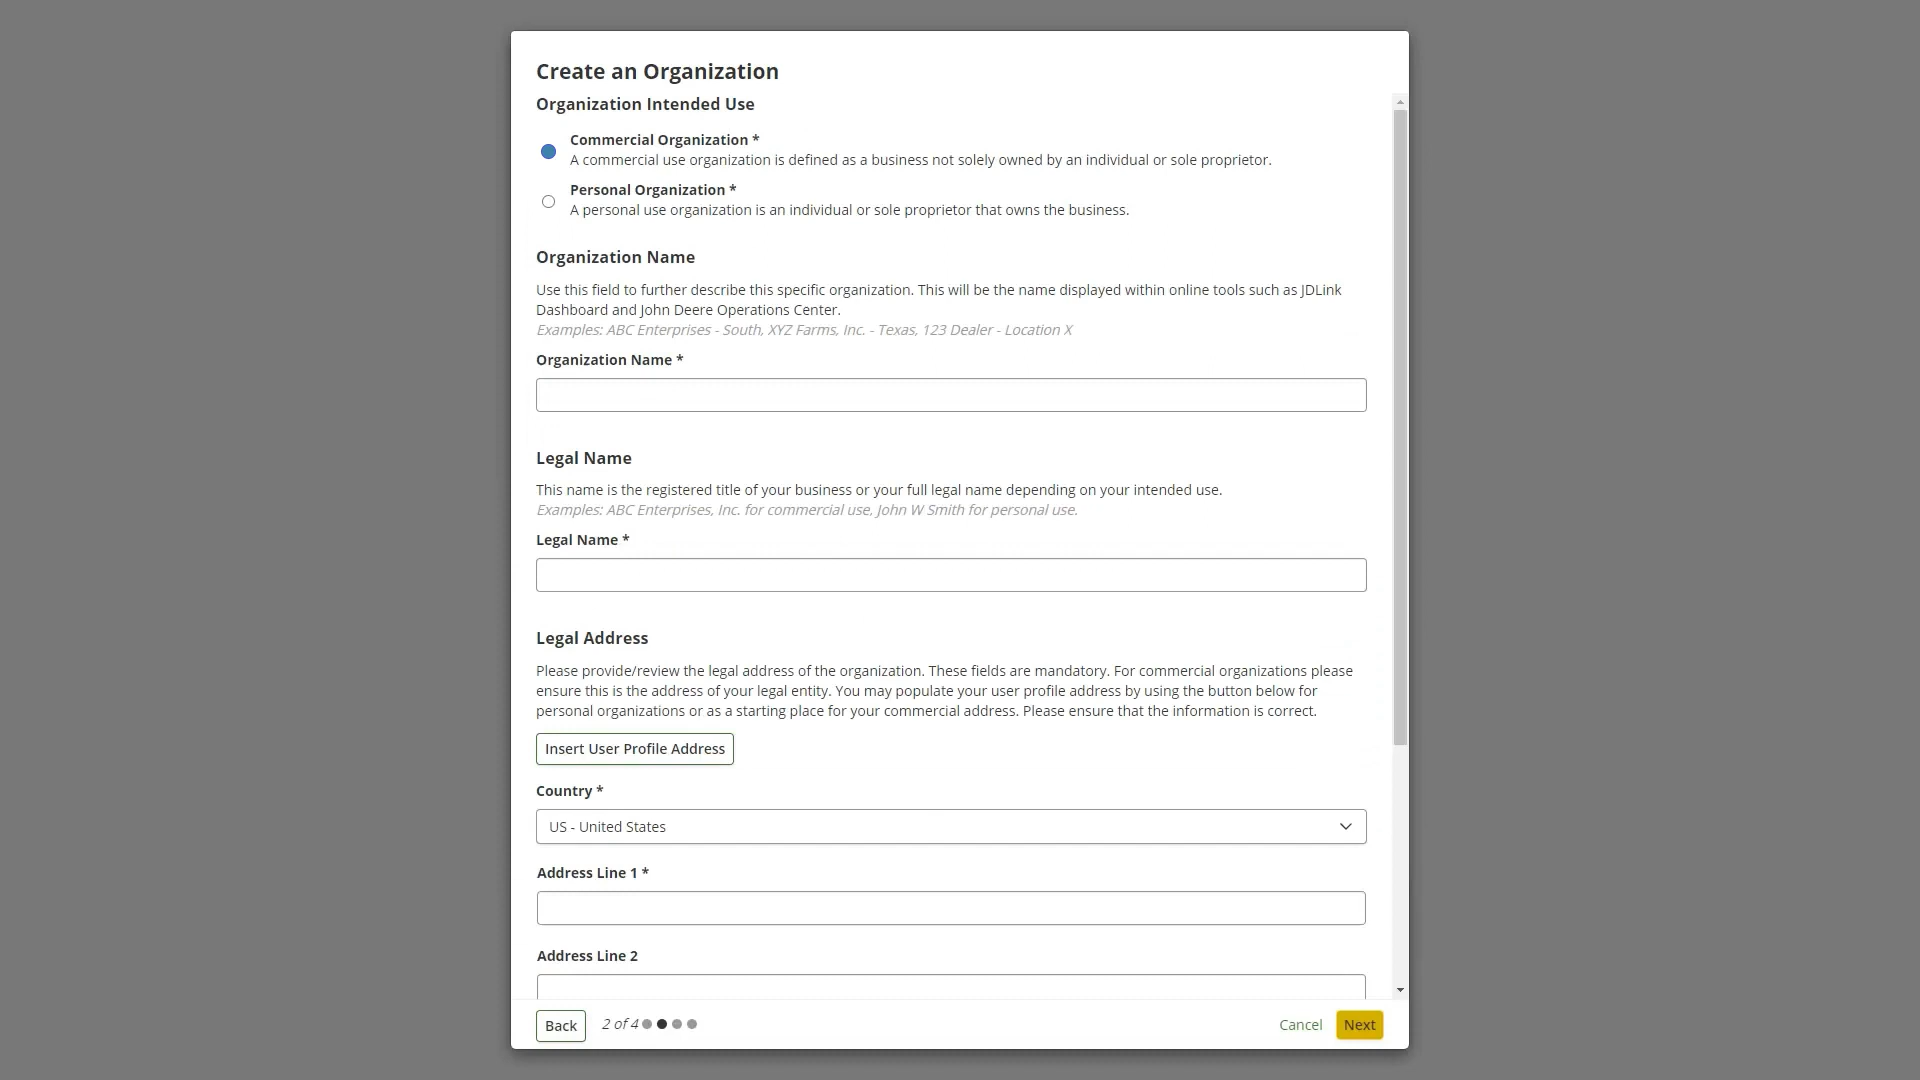 Create an Organization
Organization Intended Use
Commercial Organization *
A commercial use organization is defined as a business not solely owned by an individual or sole proprietor.
Personal Organization *
A personal use organization is an individual or sole proprietor that owns the business.
Organization Name
Use this field to further describe this specific organization. This will be the name displayed within online tools such as JDLink
Dashboard and John Deere Operations Center.
Examples: ABC Enterprises - South, XYZ Farms, Inc. - Texas, 123 Dealer - Location X
Organization Name *
Legal Name
This name is the registered title of your business or your full legal name depending on your intended use.
Examples: ABC Enterprises, Inc. for commercial use, John W Smith for personal use.
Legal Name *
Legal Address
Please provide/review the legal address of the organization. These fields are mandatory. For commercial organizations please
ensure this is the address of your legal entity. You may populate your user profile address by using the button below for
personal organizations or as a starting place for your commercial address. Please ensure that the information is correct.
Insert User Profile Address
Country *
US - United States
Address Line 1 *
Address Line 2
Back 2 of 4 Cancel Next